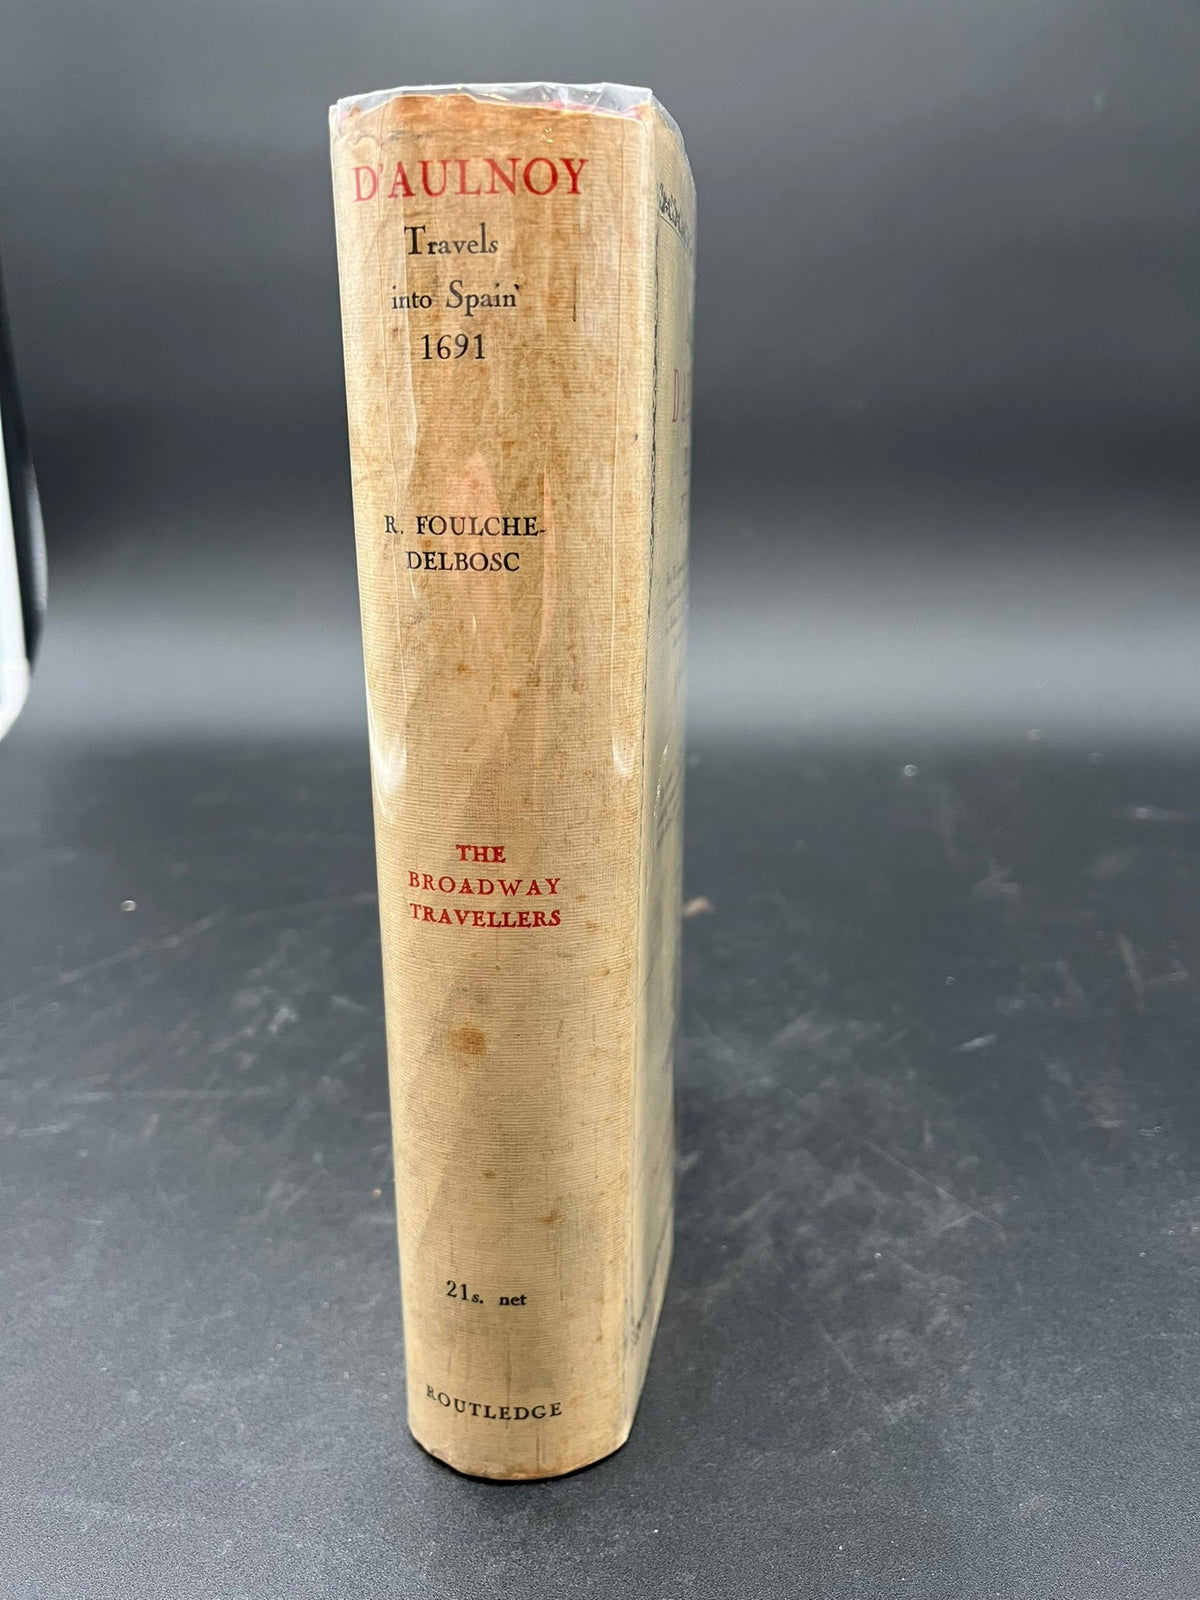 D'AULNOY
Travels
into Spain
1691
R. FOULCHE-
DELBOSC
THE
BROADWAY
TRAVELLERS
21s. net
ROUTLEDGE